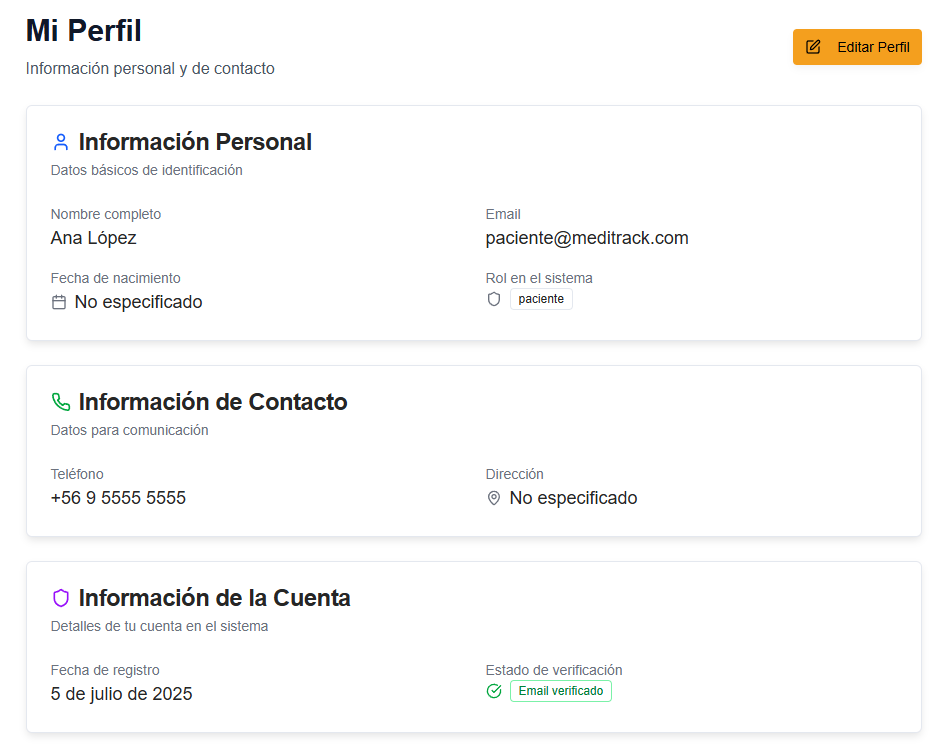 Mi Perfil
Información personal y de contacto
Editar Perfil
Información Personal
Datos básicos de identificación
Nombre completo
Ana López
Email
paciente@meditrack.com
Fecha de nacimiento
No especificado
Rol en el sistema
paciente
Información de Contacto
Datos para comunicación
Teléfono
+56 9 5555 5555
Dirección
No especificado
Información de la Cuenta
Detalles de tu cuenta en el sistema
Fecha de registro
5 de julio de 2025
Estado de verificación
Email verificado